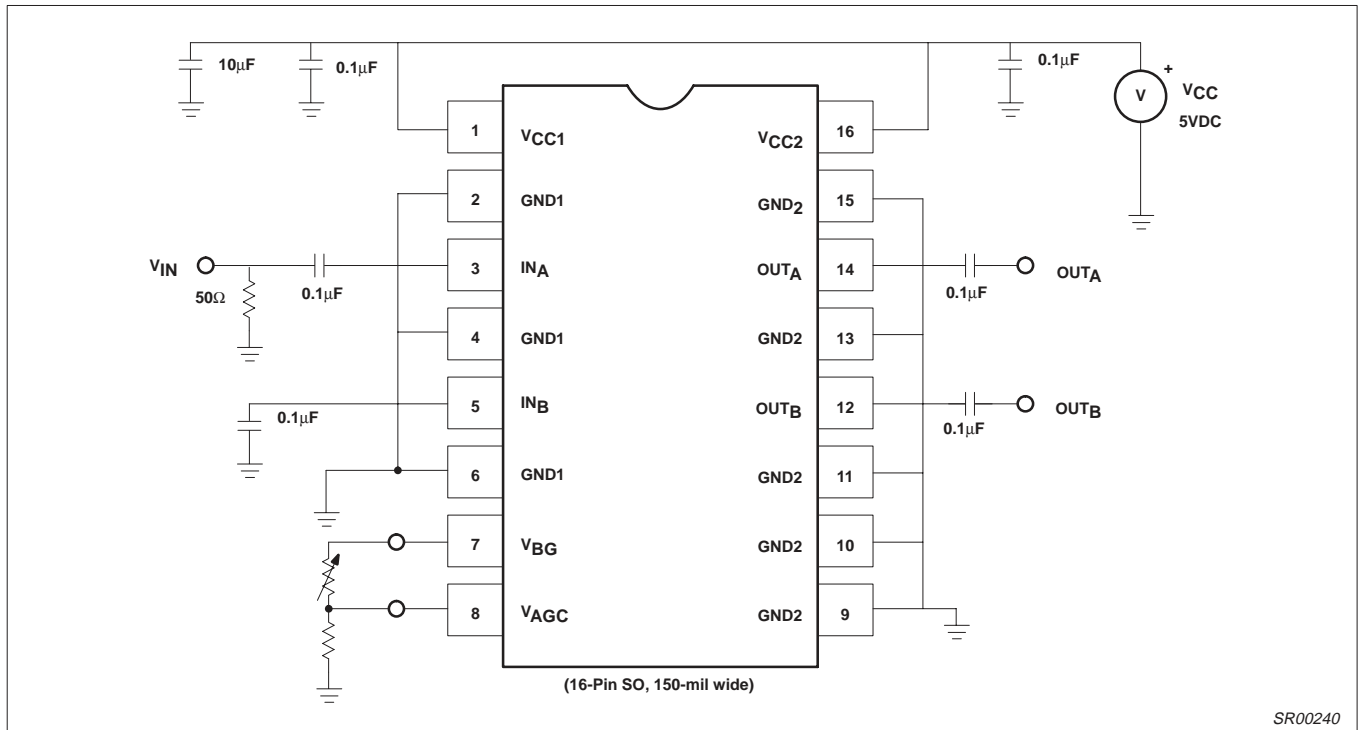 10μF
0.1μF
0.1μF
+
V
VCC
5VDC
1
VCC1
VCC2
16
2
GND1
GND2
15
VIN
50Ω
0.1μF
3
INA
OUTA
14
0.1μF
OUTA
4
GND1
GND2
13
0.1μF
5
INB
OUTB
12
0.1μF
OUTB
6
GND1
GND2
11
7
VBG
GND2
10
8
VAGC
GND2
9
(16-Pin SO, 150-mil wide)
SR00240